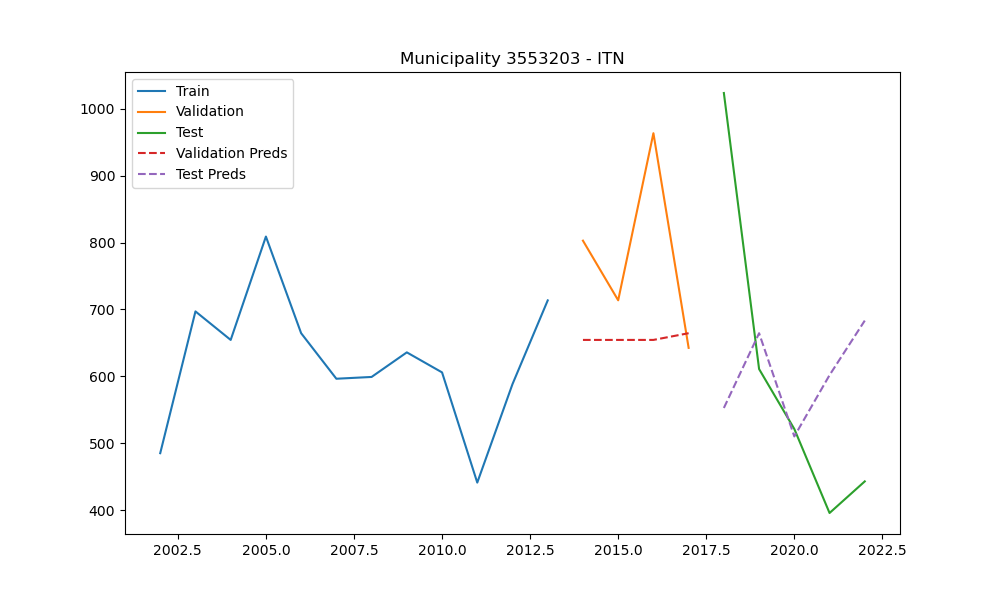 Municipality 3553203 - ITN
Train
Validation
Test
Validation Preds
Test Preds
1000
900
800
700
600
500
400
2002.5 2005.0 2007.5 2010.0 2012.5 2015.0 2017.5 2020.0 2022.5